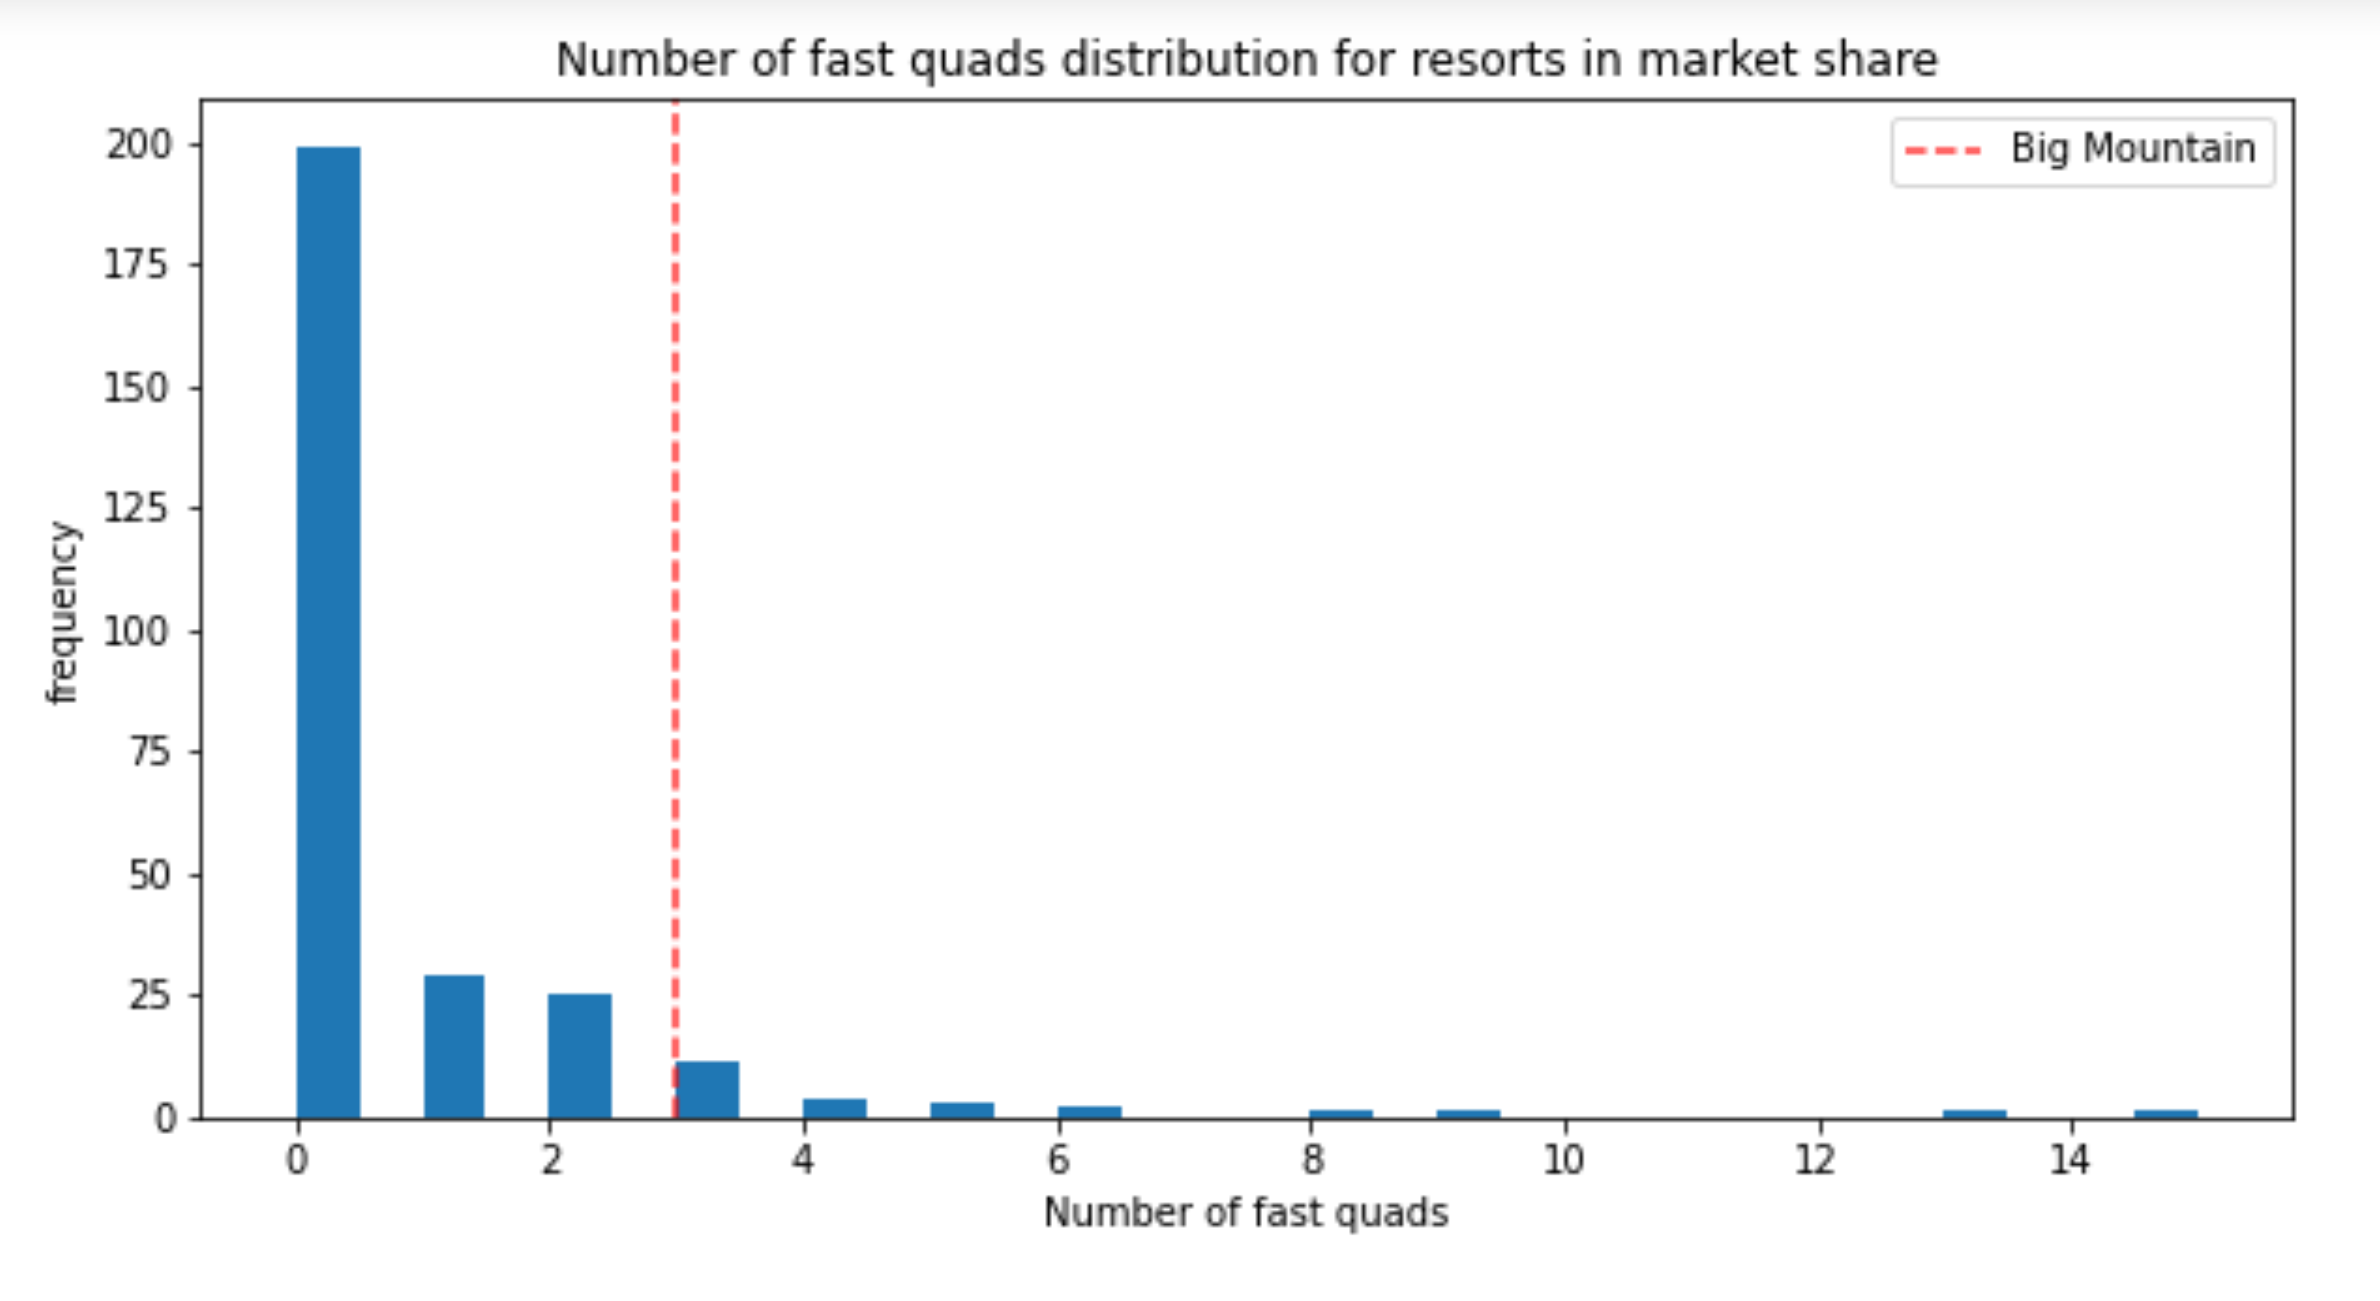 Number of fast quads distribution for resorts in market share
Big Mountain
200
175
150
125
100
75
50
25
0
frequency
0 2 4 6 8 10 12 14
Number of fast quads